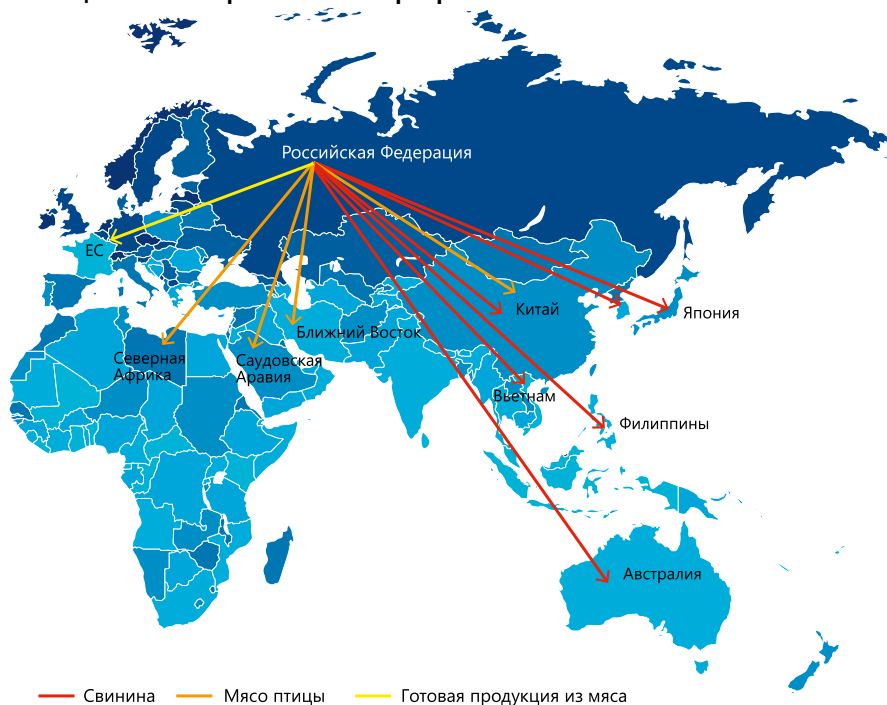 Российская Федерация
ЕС
Китай
Япония
Ближний Восток
Северная
Африка
Саудовская
Аравия
Вьетнам
Филиппины
Австралия
Свинина
Мясо птицы
Готовая продукция из мяса